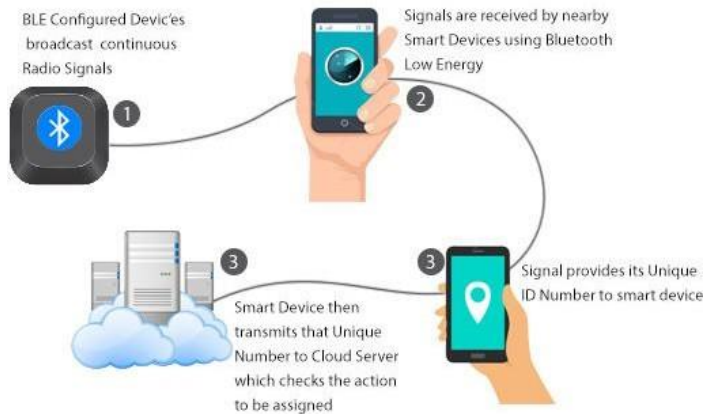 BLE Configured Devic'es
broadcast continuous
Radio Signals
1
Signals are received by nearby
Smart Devices using Bluetooth
Low Energy
2
3
Signal provides its Unique
ID Number to smart device
3
Smart Device then
transmits that Unique
Number to Cloud Server
which checks the action
to be assigned